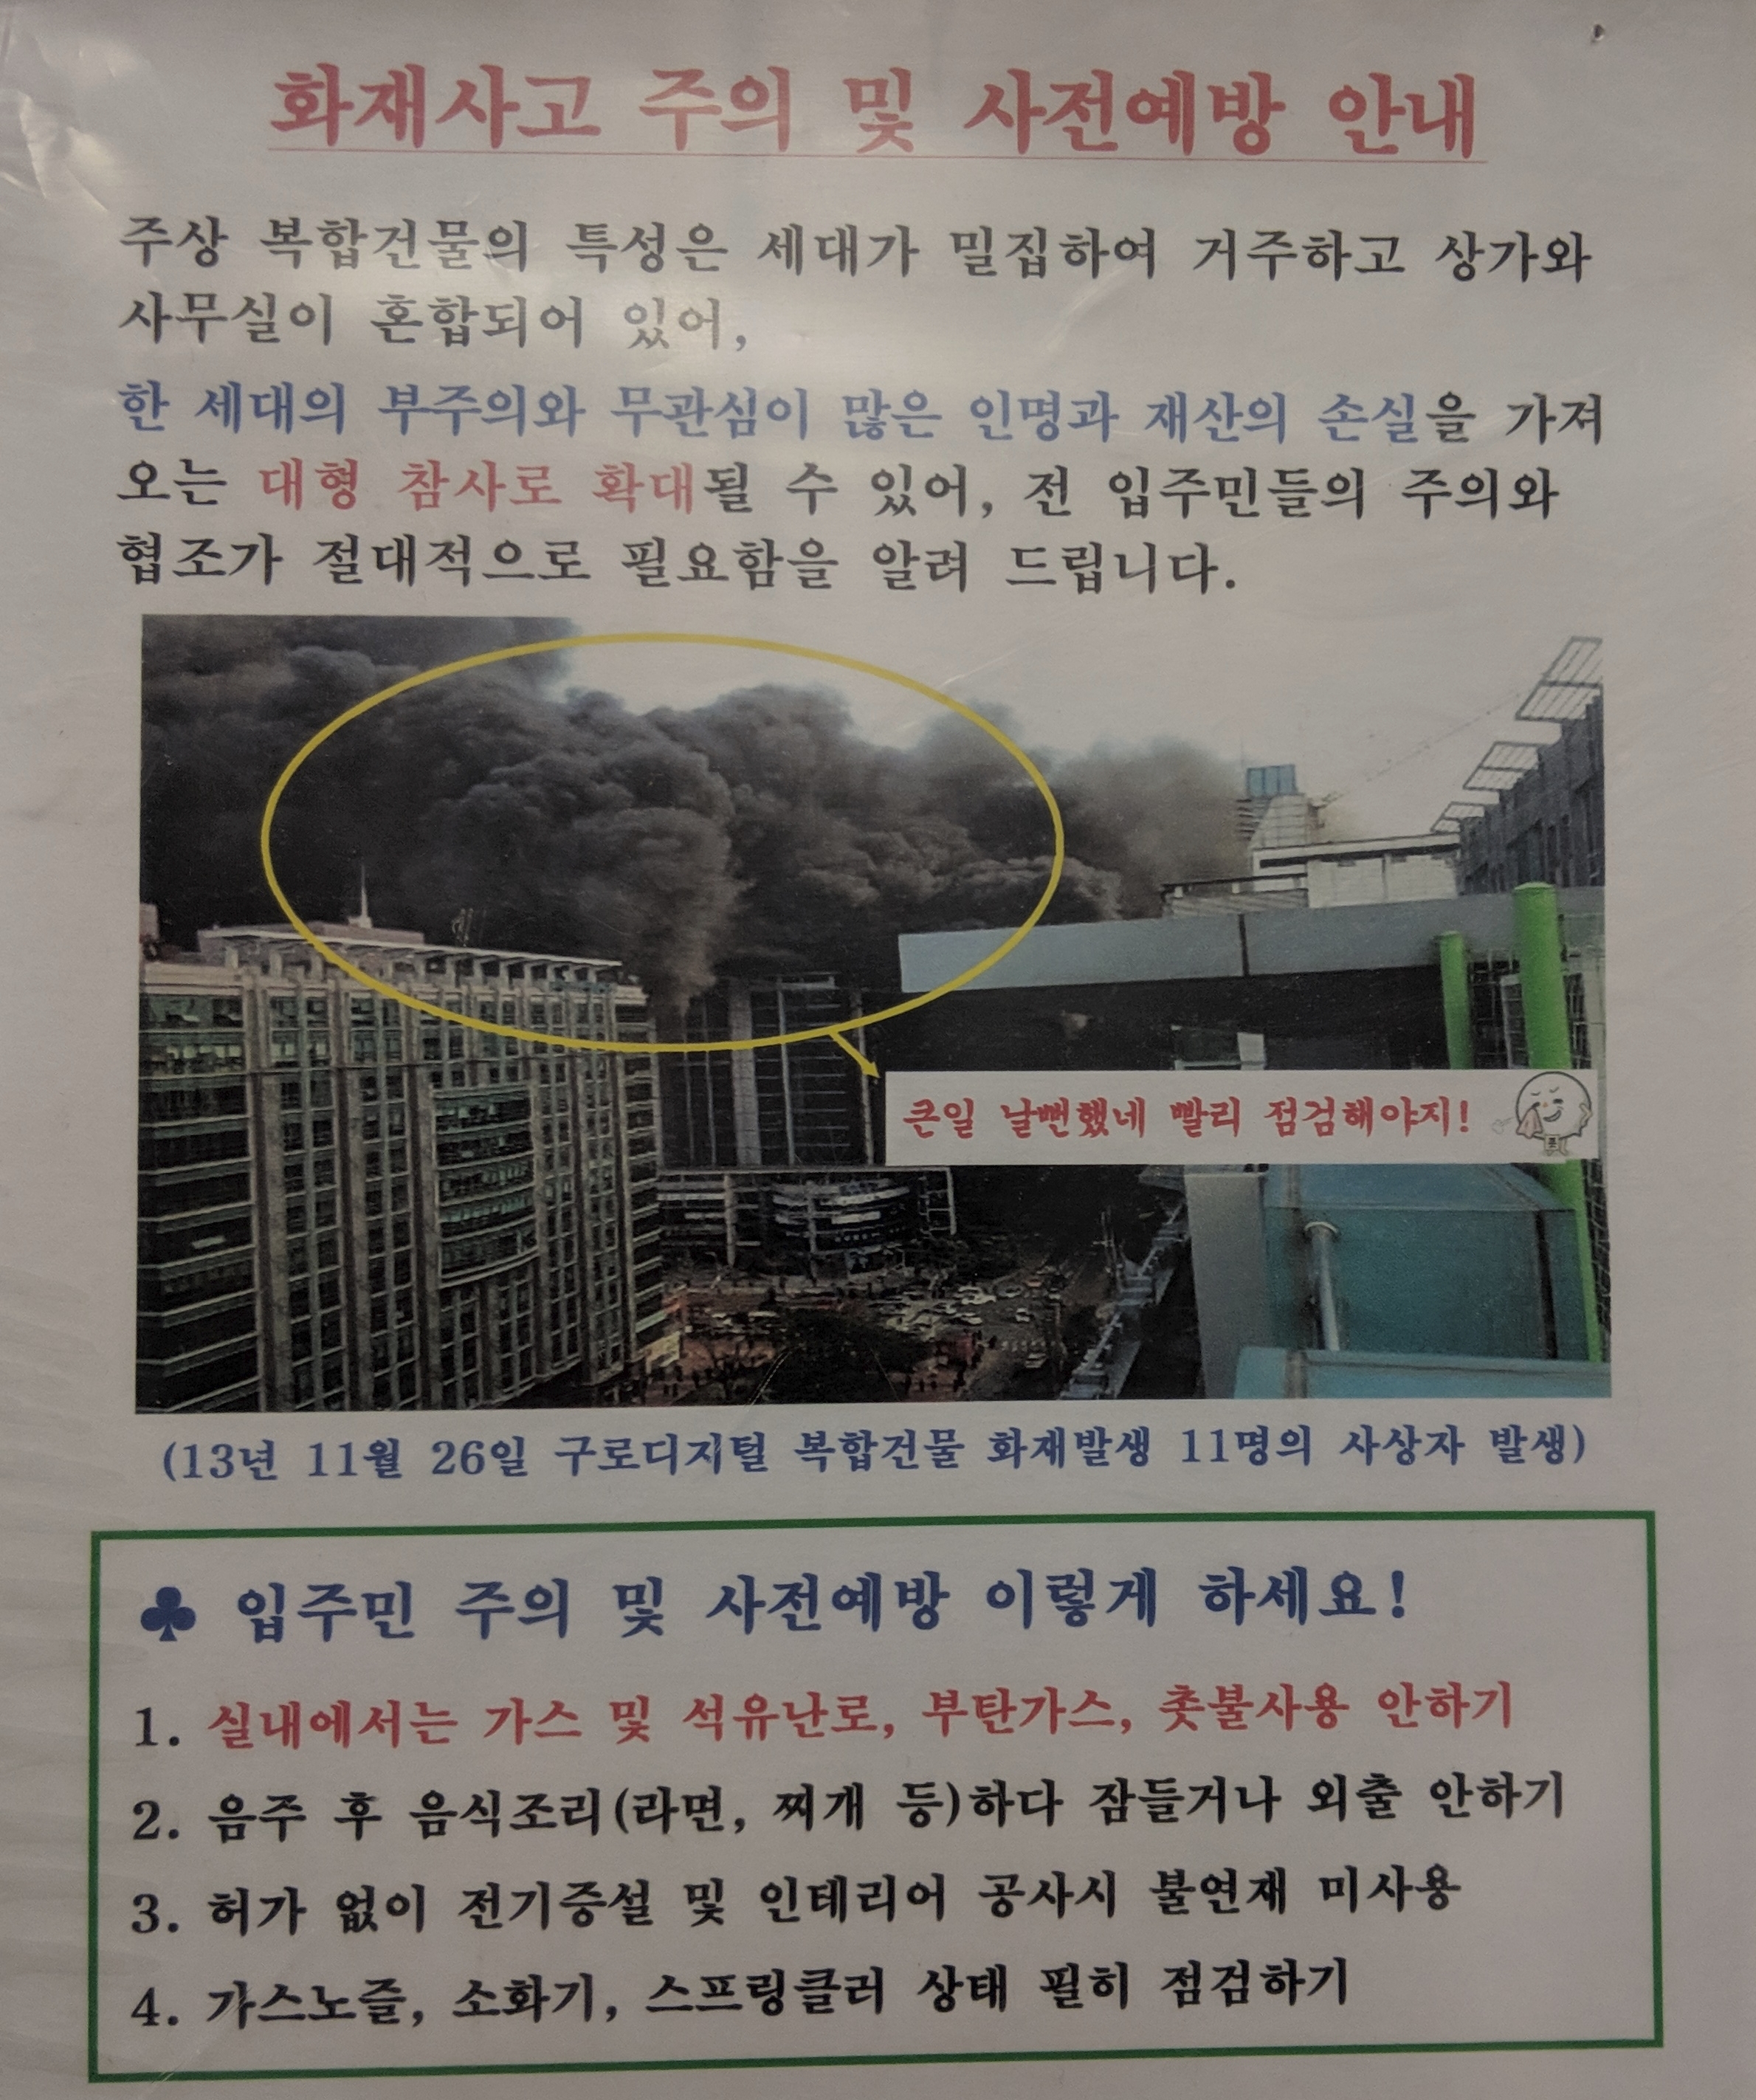 화재사고 주의 및 사전예방 안내
주상 복합건물의 특성은 세대가 밀집하여 거주하고 상가와
사무실이 혼합되어 있어,
한 세대의 부주의와 무관심이 많은 인명과 재산의 손실을 가져
오는 대형 참사로 확대될 수 있어, 전 입주민들의 주의와
협조가 절대적으로 필요함을 알려 드립니다.
큰일 날뻔했네 빨리 점검해야지!
(13년 11월 26일 구로디지털 복합건물 화재발생 11명의 사상자 발생)
♣ 입주민 주의 및 사전예방 이렇게 하세요!
1. 실내에서는 가스 및 석유난로, 부탄가스, 촛불사용 안하기
2. 음주 후 음식조리(라면, 찌개 등)하다 잠들거나 외출 안하기
3. 허가 없이 전기증설 및 인테리어 공사시 불연재 미사용
4. 가스노즐, 소화기, 스프링클러 상태 필히 점검하기